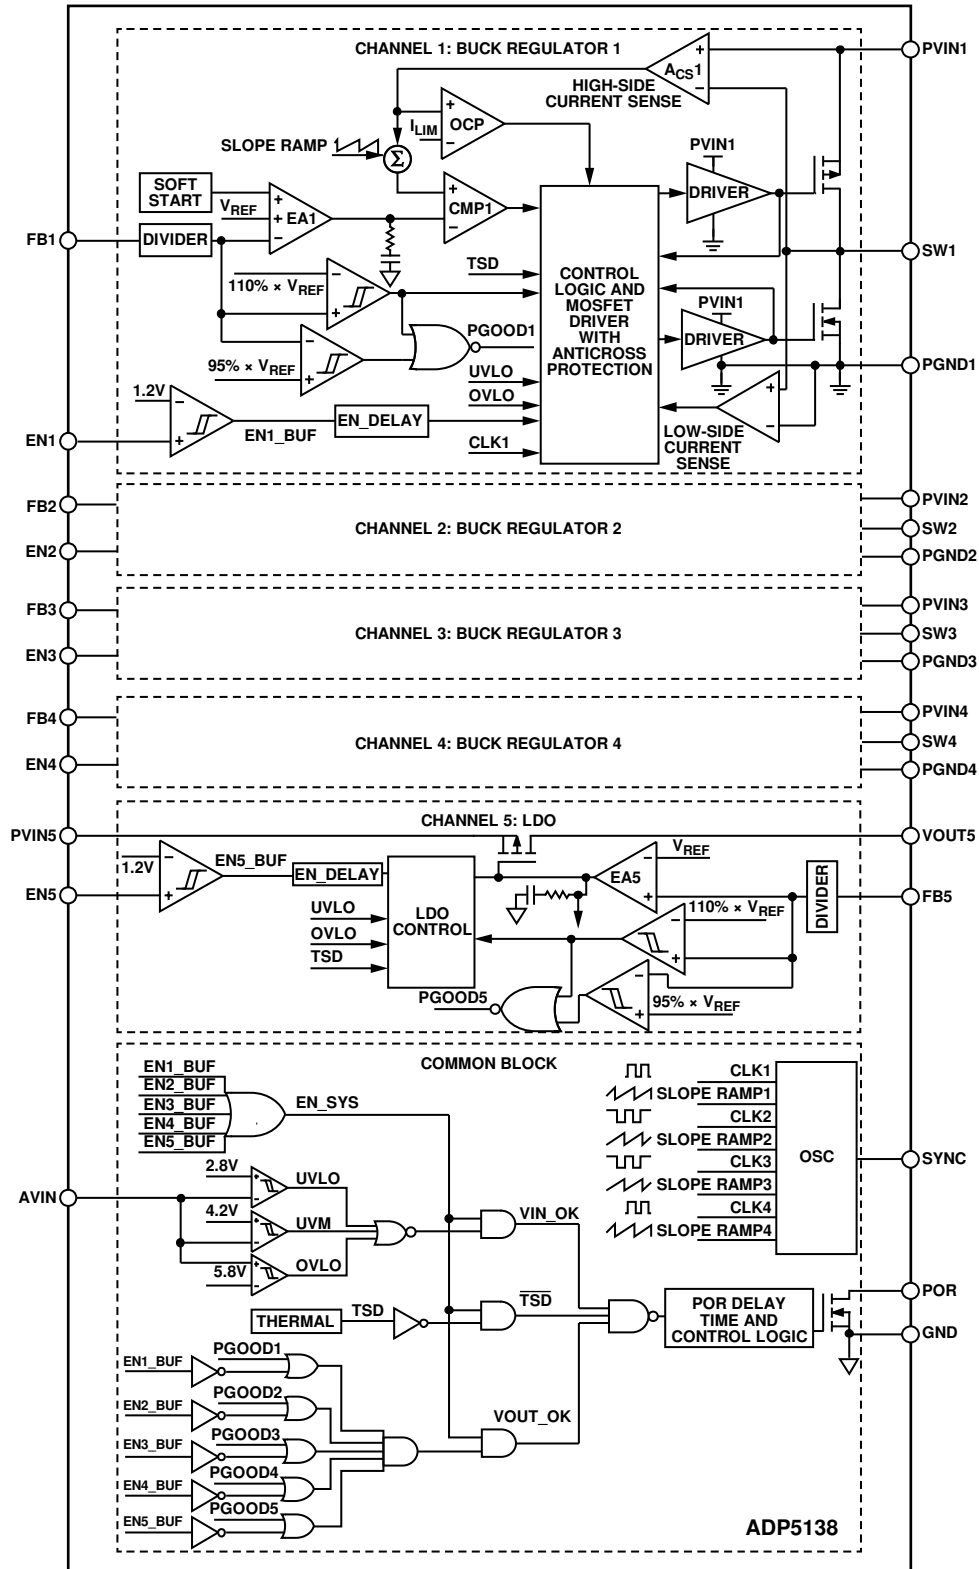 CHANNEL 1: BUCK REGULATOR 1
PVIN1
+
ACS1
−
HIGH-SIDE
CURRENT SENSE
+
OCP
ILIM
−
SLOPE RAMP
Σ
PVIN1
SOFT
START
+
VREF
+ EA1
−
+
CMP1
−
DRIVER
FB1
DIVIDER
SW1
−
110% × VREF
+
TSD
CONTROL
LOGIC AND
MOSFET
DRIVER
WITH
ANTICROSS
PROTECTION
PVIN1
DRIVER
−
95% × VREF
+
PGOOD1
UVLO
OVLO
PGND1
1.2V
−
+
EN1_BUF
EN_DELAY
+
−
LOW-SIDE
CURRENT
SENSE
EN1
CLK1
FB2
EN2
CHANNEL 2: BUCK REGULATOR 2
PVIN2
SW2
PGND2
FB3
EN3
CHANNEL 3: BUCK REGULATOR 3
PVIN3
SW3
PGND3
FB4
EN4
CHANNEL 4: BUCK REGULATOR 4
PVIN4
SW4
PGND4
CHANNEL 5: LDO
PVIN5
VOUT5
1.2V
−
+
EN5_BUF
EN_DELAY
EN5
− VREF
EA5
+
DIVIDER
FB5
UVLO
OVLO
TSD
LDO
CONTROL
110% × VREF
−
+
PGOOD5
−
95% × VREF
+
COMMON BLOCK
EN1_BUF
EN2_BUF
EN3_BUF
EN4_BUF
EN5_BUF
EN_SYS
CLK1
SLOPE RAMP1
CLK2
SLOPE RAMP2
CLK3
SLOPE RAMP3
CLK4
SLOPE RAMP4
OSC
SYNC
AVIN
2.8V
+
−
UVLO
4.2V
+
−
UVM
5.8V
+
−
OVLO
VIN_OK
THERMAL
TSD
TSD
POR DELAY
TIME AND
CONTROL LOGIC
POR
GND
EN1_BUF
PGOOD1
EN2_BUF
PGOOD2
EN3_BUF
PGOOD3
EN4_BUF
PGOOD4
EN5_BUF
PGOOD5
VOUT_OK
ADP5138